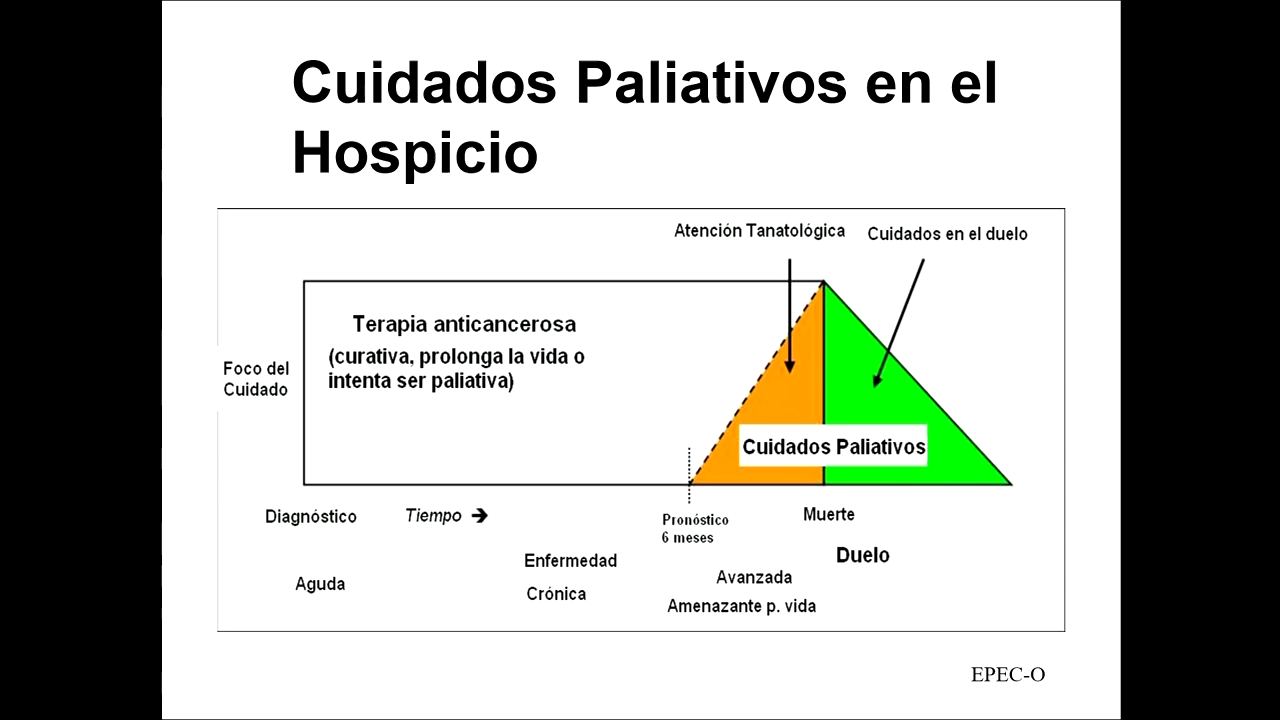 Cuidados Paliativos en el
Hospicio
Atención Tanatológica
Cuidados en el duelo
Terapia anticancerosa
(curativa, prolonga la vida o
intenta ser paliativa)
Foco del
Cuidado
Cuidados Paliativos
Diagnóstico
Tiempo →
Pronóstico
6 meses
Muerte
Duelo
Enfermedad
Crónica
Aguda
Avanzada
Amenazante p. vida
EPEC-O